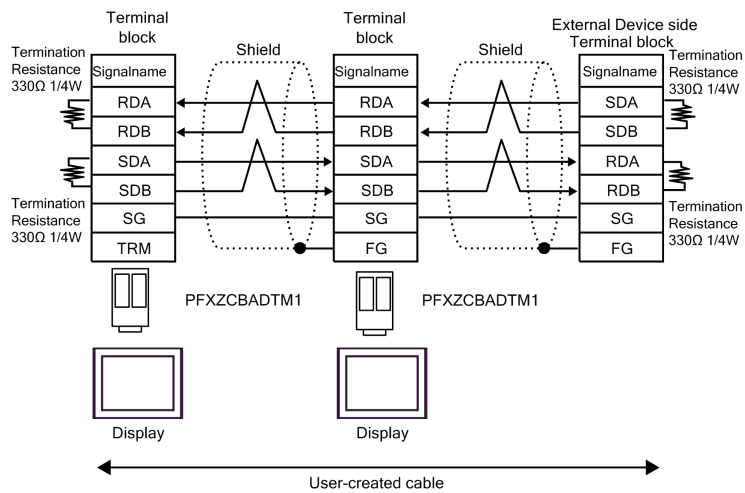 Terminal
block
Terminal
block
External Device side
Terminal block
Termination
Resistance
330Ω 1/4W
Shield
Shield
Termination
Resistance
330Ω 1/4W
Signalname
RDA
RDB
SDA
SDB
SG
TRM
Signalname
RDA
RDB
SDA
SDB
SG
FG
Signalname
SDA
SDB
RDA
RDB
SG
FG
Termination
Resistance
330Ω 1/4W
Termination
Resistance
330Ω 1/4W
PFXZCBADTM1
PFXZCBADTM1
Display
Display
User-created cable